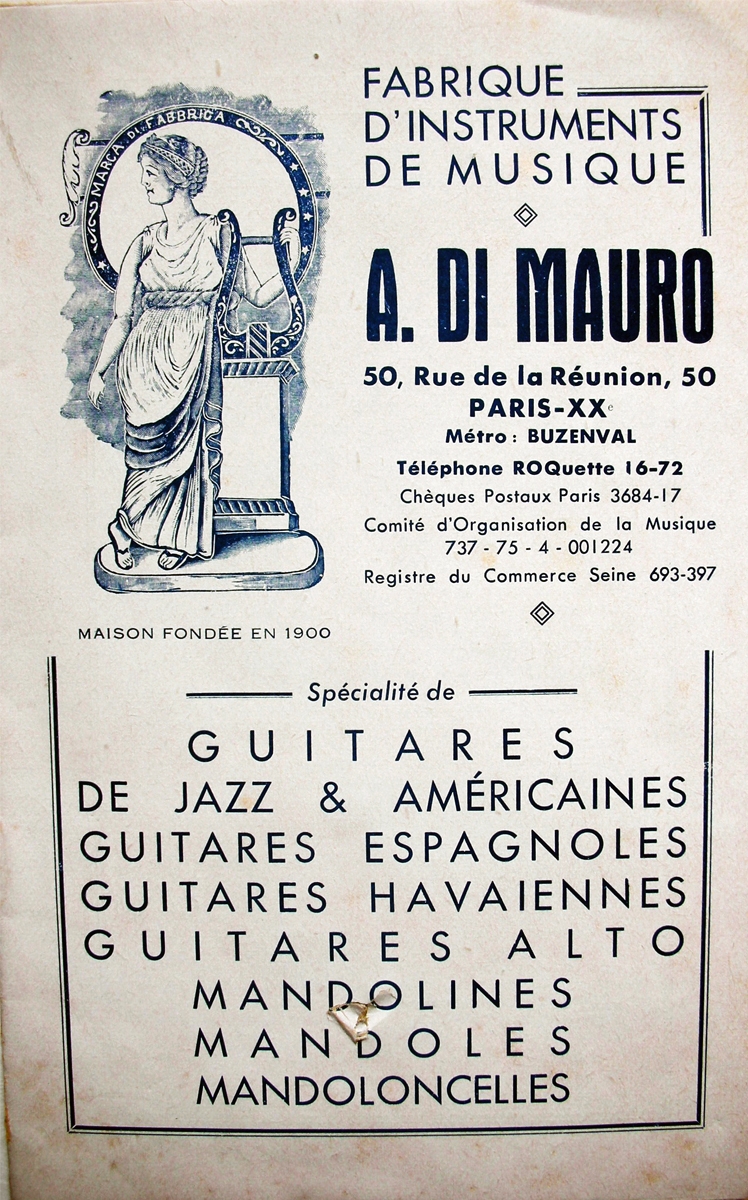 MARCA DI FABBRICA
FABRIQUE
D'INSTRUMENTS
DE MUSIQUE
A. DI MAURO
50, Rue de la Réunion, 50
PARIS-XXe
Métro : BUZENVAL
Téléphone ROQuette 16-72
Chèques Postaux Paris 3684-17
Comité d'Organisation de la Musique
737 - 75 - 4 - 001224
Registre du Commerce Seine 693-397
MAISON FONDÉE EN 1900
Spécialité de
GUITARES
DE JAZZ & AMÉRICAINES
GUITARES ESPAGNOLES
GUITARES HAVAIENNES
GUITARES ALTO
MANDOLINES
MANDOLES
MANDOLONCELLES